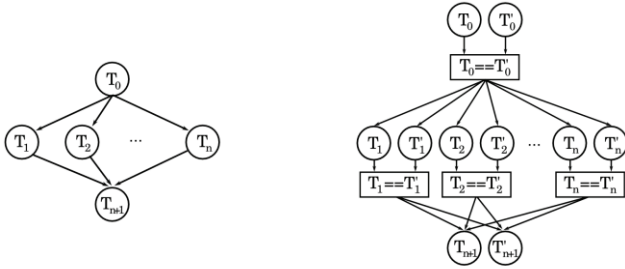 T0
T1 T2 ... Tn
Tn+1
T0 T'0
T0==T'0
T1 T'1 T2 T'2 ... Tn T'n
T1==T'1 T2==T'2 Tn==T'n
Tn+1 T'n+1